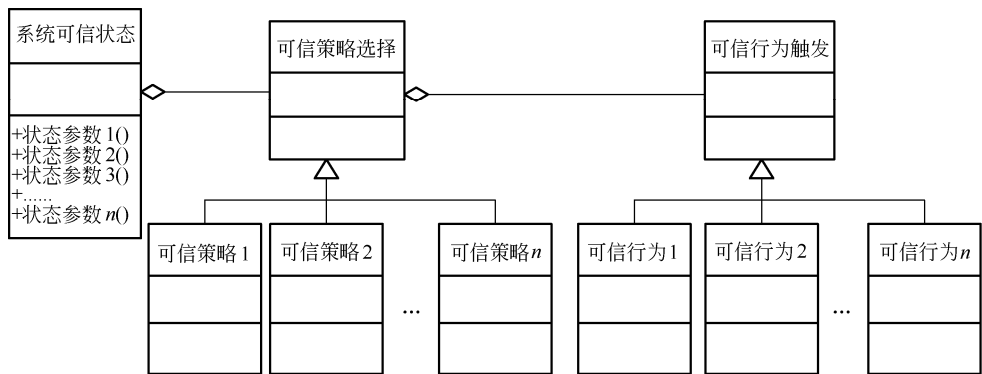 系统可信状态
可信策略选择
可信行为触发
+状态参数 1()
+状态参数 2()
+状态参数 3()
+......
+状态参数 n()
可信策略 1
可信策略 2
...
可信策略n
可信行为 1
可信行为 2
...
可信行为n